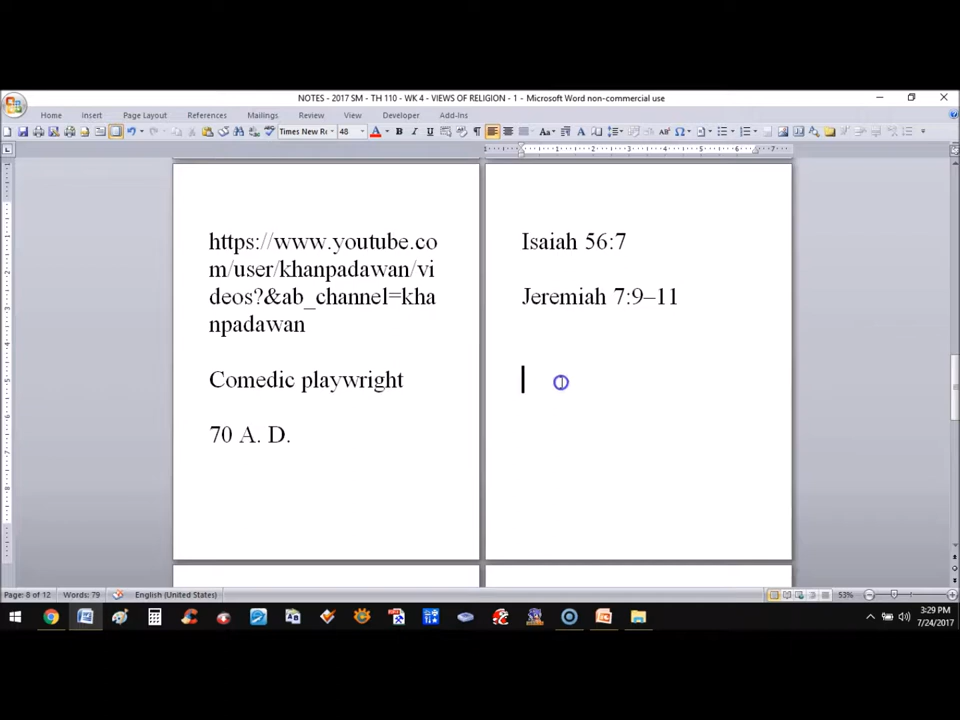 NOTES - 2017 SM - TH 110 - WK 4 - VIEWS OF RELIGION - 1 - Microsoft Word non-commercial use
Home Insert Page Layout References Mailings Review View Developer Add-Ins
Times New Ro 48
https://www.youtube.co
m/user/khanpadawan/vi
deos?&ab_channel=kha
npadawan
Comedic playwright
70 A. D.
Isaiah 56:7
Jeremiah 7:9–11
Page: 8 of 12 Words: 79 English (United States) 53%
3:29 PM
7/24/2017